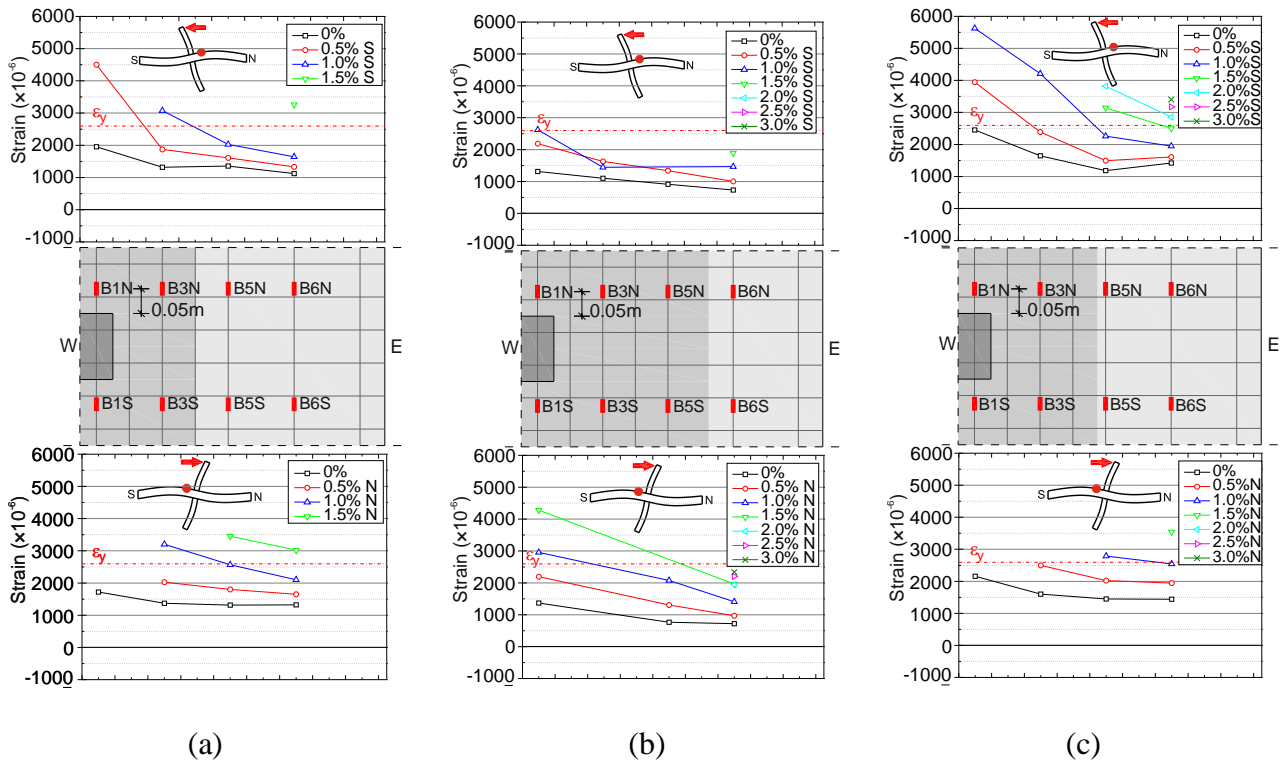 6000
5000
4000
3000
2000
1000
0
-1000
Strain (×10⁻⁶)
εy
S
N
0%
0.5% S
1.0% S
1.5% S
B1N
B3N
B5N
B6N
0.05m
W
E
B1S
B3S
B5S
B6S
6000
5000
4000
3000
2000
1000
0
-1000
Strain (×10⁻⁶)
εy
S
N
0%
0.5% N
1.0% N
1.5% N
(a)
6000
5000
4000
3000
2000
1000
0
-1000
Strain (×10⁻⁶)
εy
S
N
0%
0.5% S
1.0% S
1.5% S
2.0% S
2.5% S
3.0% S
B1N
B3N
B5N
B6N
0.05m
W
E
B1S
B3S
B5S
B6S
6000
5000
4000
3000
2000
1000
0
-1000
Strain (×10⁻⁶)
εy
S
N
0%
0.5% N
1.0% N
1.5% N
2.0% N
2.5% N
3.0% N
(b)
6000
5000
4000
3000
2000
1000
0
-1000
Strain (×10⁻⁶)
εy
S
N
0%
0.5%S
1.0%S
1.5%S
2.0%S
2.5%S
3.0%S
B1N
B3N
B5N
B6N
0.05m
W
E
B1S
B3S
B5S
B6S
6000
5000
4000
3000
2000
1000
0
-1000
Strain (×10⁻⁶)
εy
S
N
0%
0.5%N
1.0%N
1.5%N
2.0%N
2.5%N
3.0%N
(c)